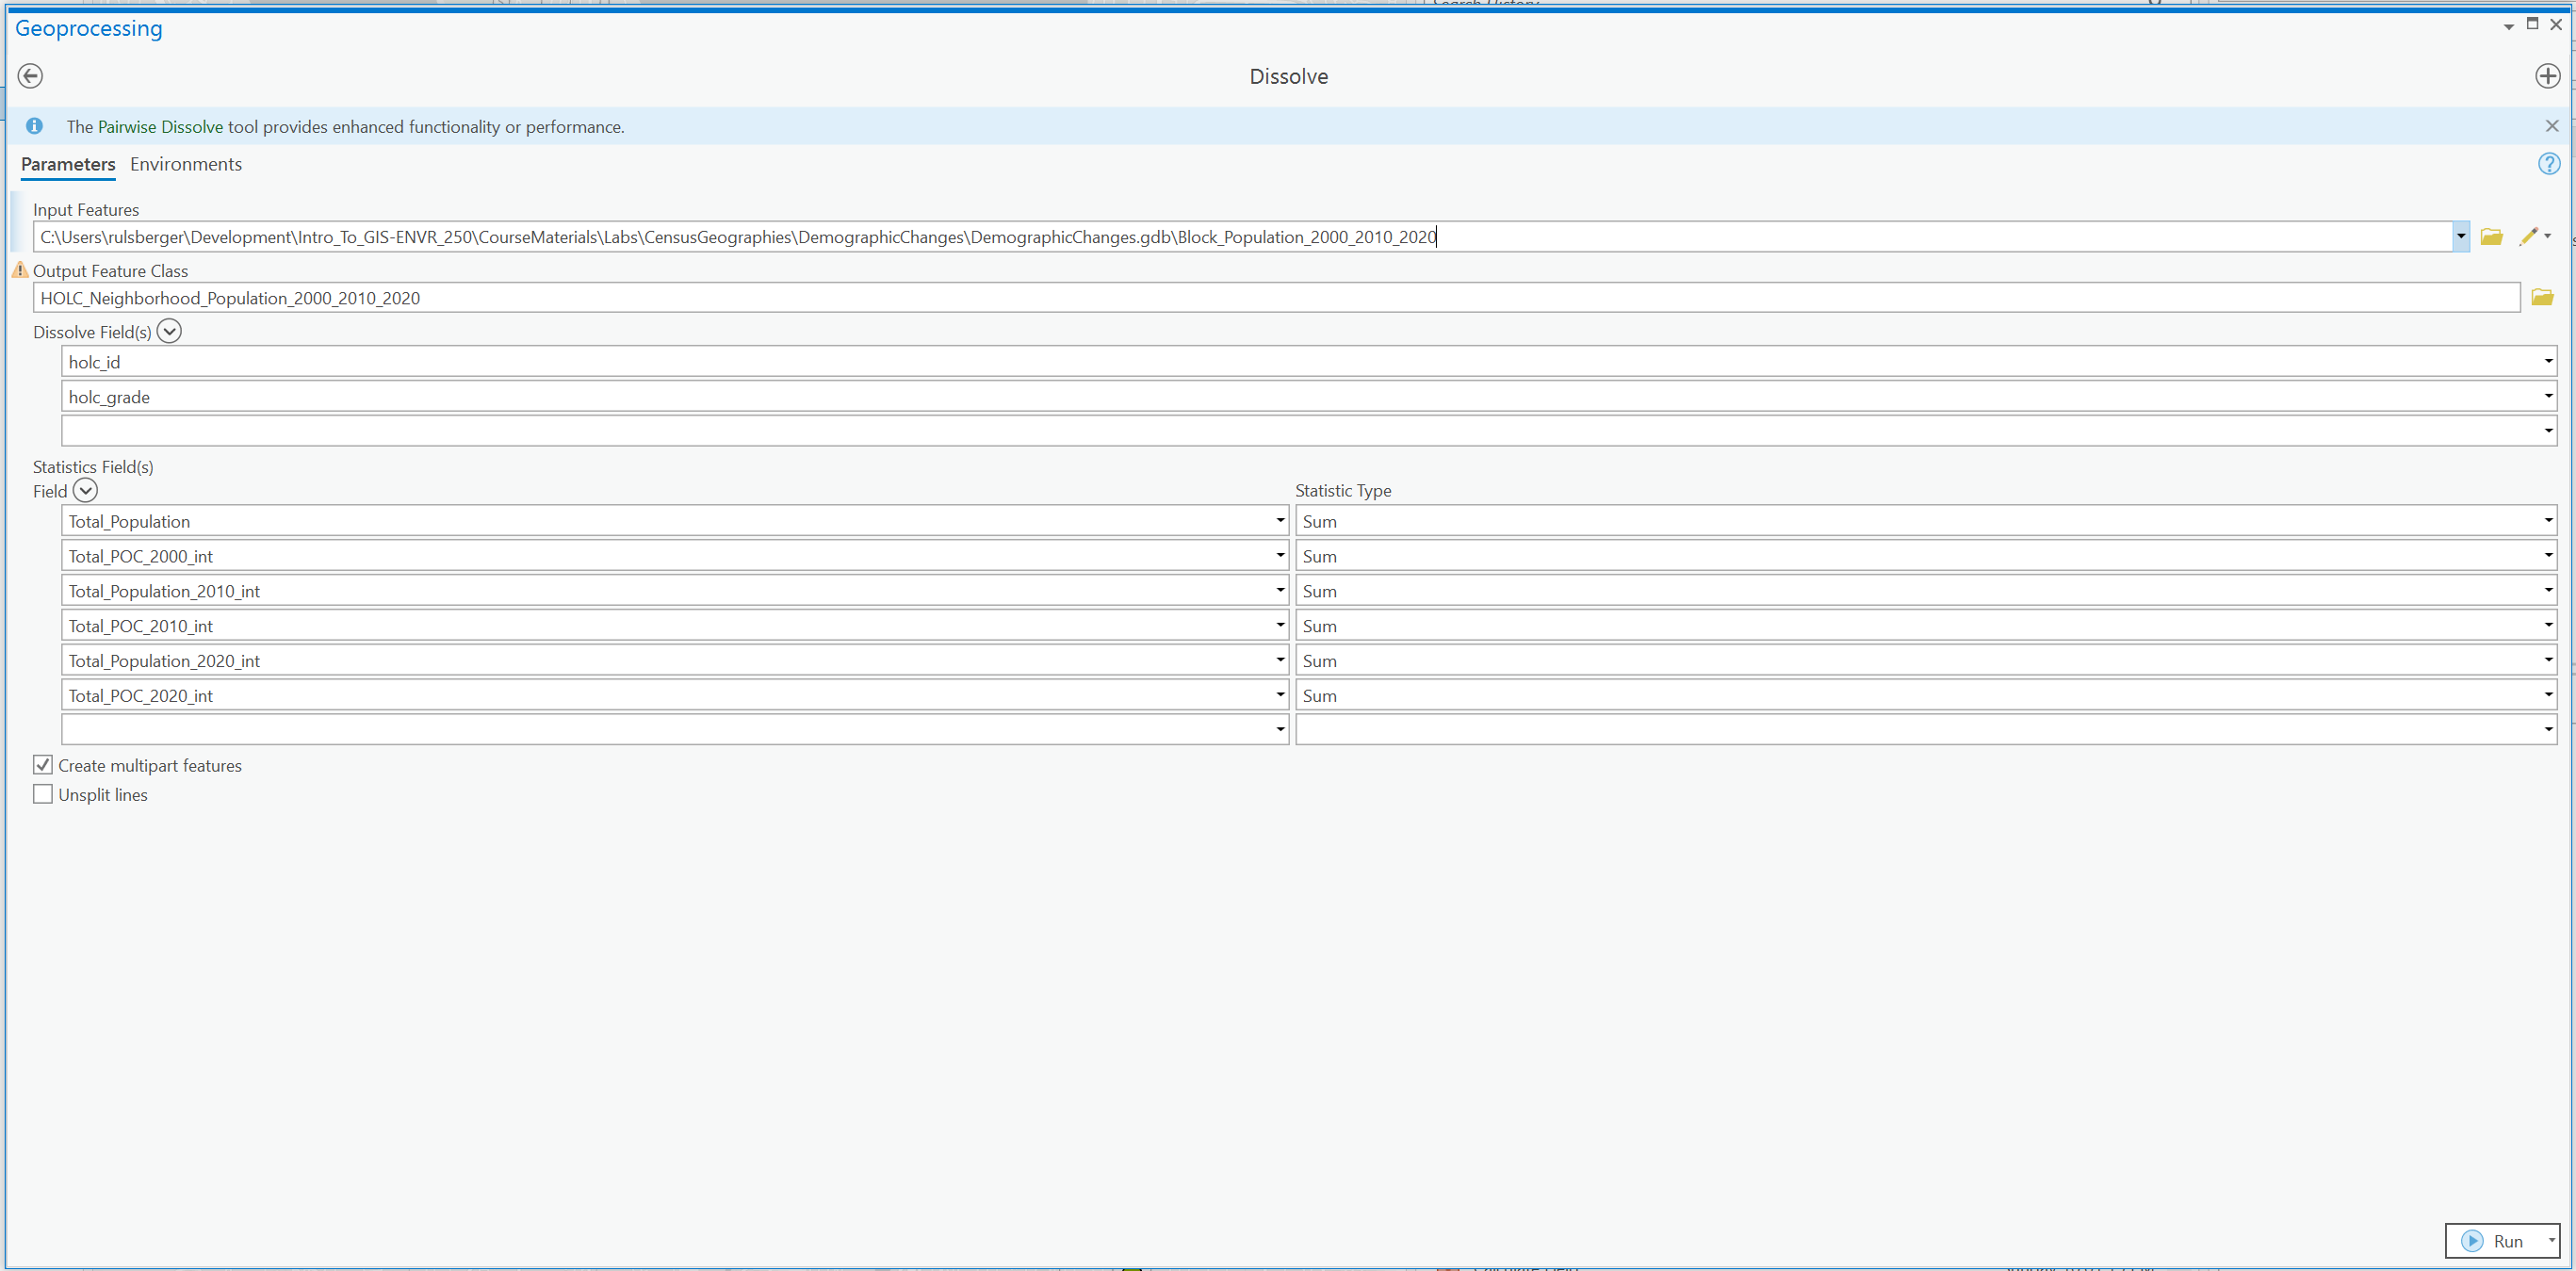 Search History
Geoprocessing
Dissolve
The Pairwise Dissolve tool provides enhanced functionality or performance.
Parameters Environments
Input Features
C:\Users\rulsberger\Development\Intro_To_GIS-ENVR_250\CourseMaterials\Labs\CensusGeographies\DemographicChanges\DemographicChanges.gdb\Block_Population_2000_2010_2020
Output Feature Class
HOLC_Neighborhood_Population_2000_2010_2020
Dissolve Field(s)
holc_id
holc_grade
Statistics Field(s)
Field Statistic Type
Total_Population Sum
Total_POC_2000_int Sum
Total_Population_2010_int Sum
Total_POC_2010_int Sum
Total_Population_2020_int Sum
Total_POC_2020_int Sum
Create multipart features
Unsplit lines
Run